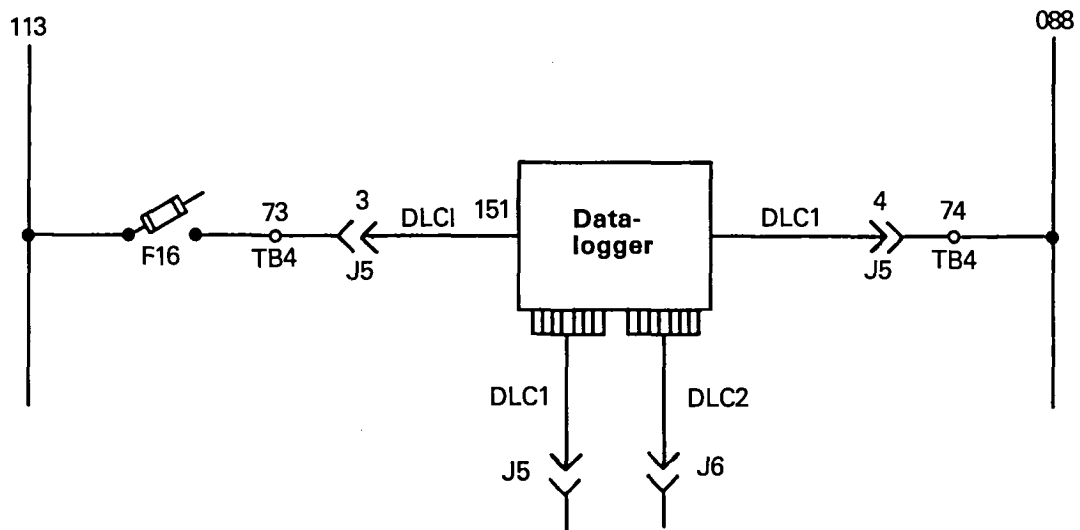 113
088
73
3
DLCI
151
Data-
logger
DLC1
4
74
F16
TB4
J5
J5
TB4
DLC1
DLC2
J5
J6